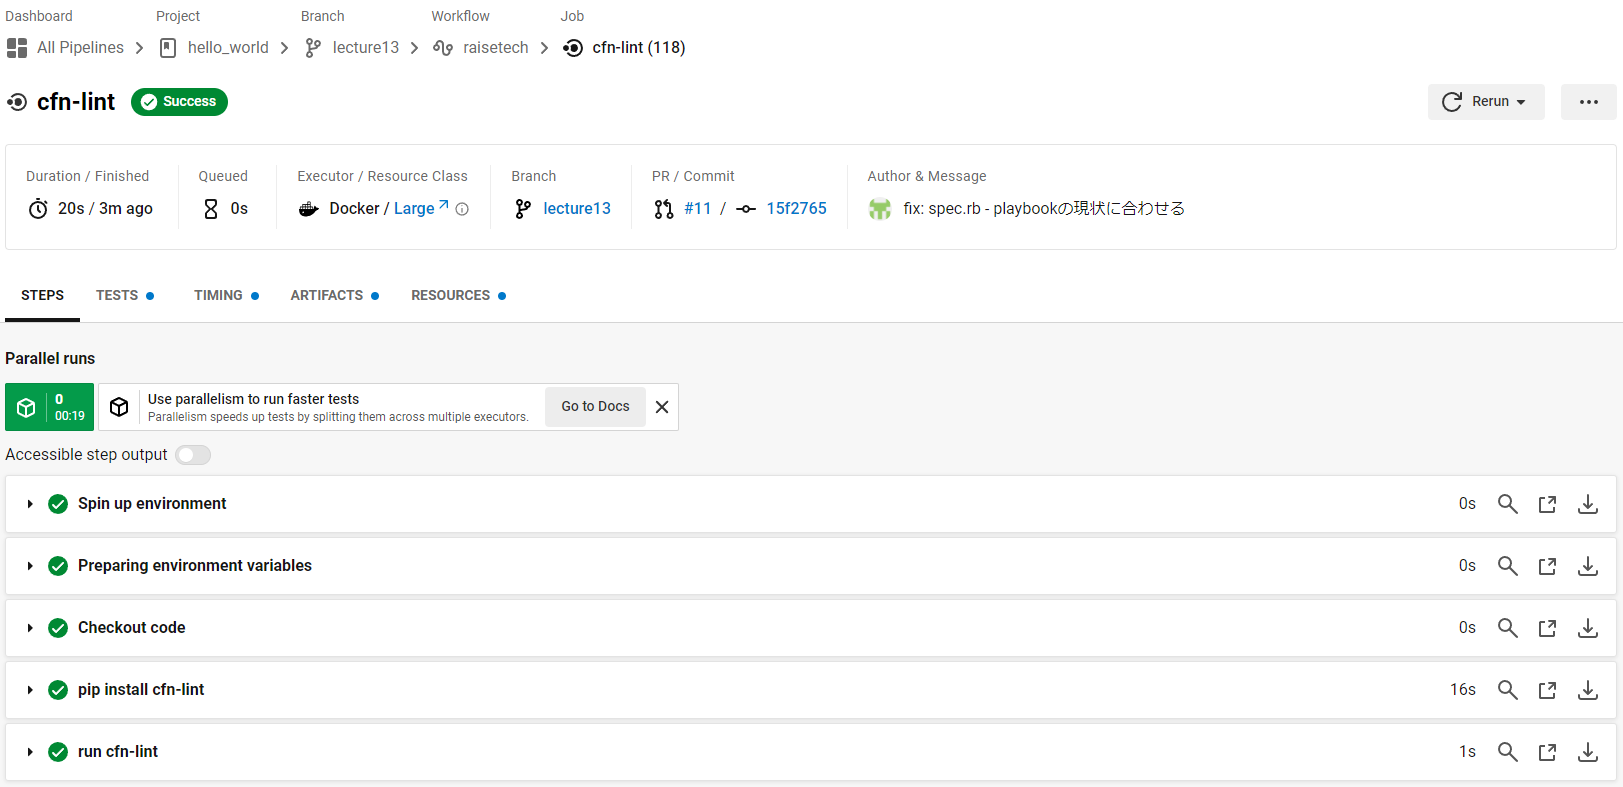 Dashboard Project Branch Workflow Job
All Pipelines hello_world lecture13 raisetech cfn-lint (118)
cfn-lint Success Rerun
Duration / Finished Queued Executor / Resource Class Branch PR / Commit Author & Message
20s / 3m ago 0s Docker / Large lecture13 #11 / 15f2765 fix: spec.rb - playbookの現状に合わせる
STEPS TESTS TIMING ARTIFACTS RESOURCES
Parallel runs
0
00:19
Use parallelism to run faster tests
Parallelism speeds up tests by splitting them across multiple executors.
Go to Docs
Accessible step output
Spin up environment 0s
Preparing environment variables 0s
Checkout code 0s
pip install cfn-lint 16s
run cfn-lint 1s